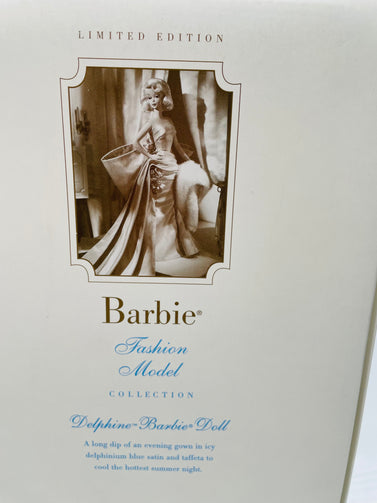 LIMITED EDITION
Barbie®
Fashion
Model
COLLECTION
Delphine™ Barbie® Doll
A long dip of an evening gown in icy
delphinium blue satin and taffeta to
cool the hottest summer night.